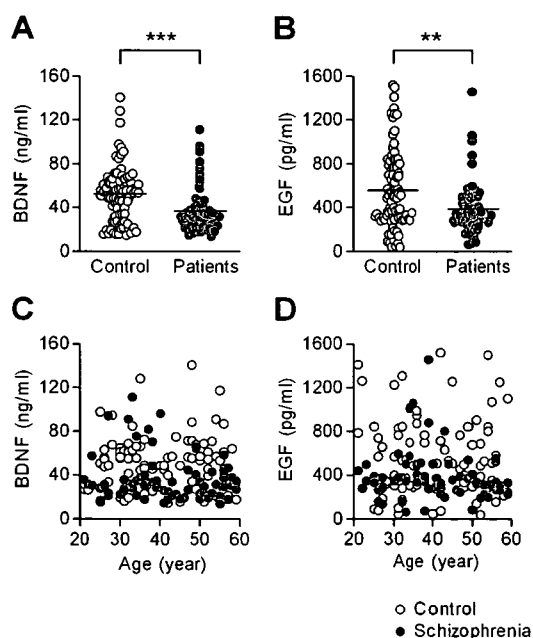 A
***
BDNF (ng/ml)
160
120
80
40
0
Control Patients
B
**
EGF (pg/ml)
1600
1200
800
400
0
Control Patients
C
BDNF (ng/ml)
160
120
80
40
0
20 30 40 50 60
Age (year)
D
EGF (pg/ml)
1600
1200
800
400
0
20 30 40 50 60
Age (year)
Control
Schizophrenia